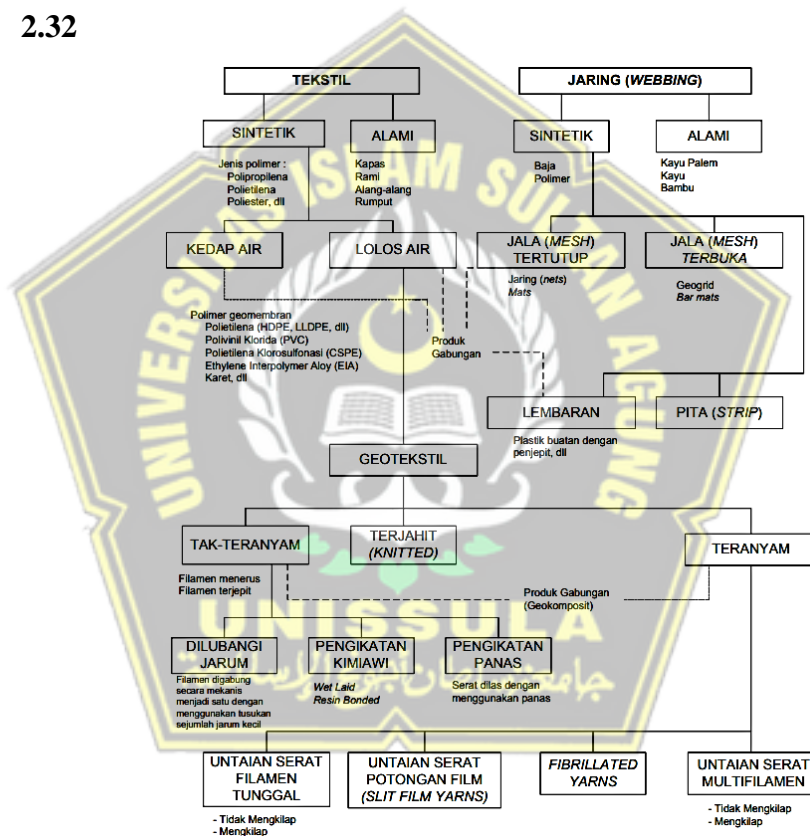 2.32
TEKSTIL
JARING (WEBBING)
SINTETIK
ALAMI
SINTETIK
ALAMI
Jenis polimer :
Polipropilena
Polietilena
Poliester, dll
Kapas
Rami
Alang-alang
Rumput
Baja
Polimer
Kayu Palem
Kayu
Bambu
KEDAP AIR
LOLOS AIR
JALA (MESH)
TERTUTUP
JALA (MESH)
TERBUKA
Jaring (nets)
Mats
Geogrid
Bar mats
Polimer geomembran
Polietilena (HDPE, LLDPE, dll)
Polivinil Klorida (PVC)
Polietilena Klorosulfonasi (CSPE)
Ethylene Interpolymer Aloy (EIA)
Karet, dll
Produk
Gabungan
LEMBARAN
PITA (STRIP)
Plastik buatan dengan
penjepit, dll
GEOTEKSTIL
TAK-TERANYAM
TERJAHIT
(KNITTED)
TERANYAM
Filamen menerus
Filamen terjepit
Produk Gabungan
(Geokomposit)
DILUBANGI
JARUM
PENGIKATAN
KIMIAWI
PENGIKATAN
PANAS
Filamen digabung
secara mekanis
menjadi satu dengan
menggunakan tusukan
sejumlah jarum kecil
Wet Laid
Resin Bonded
Serat dilas dengan
menggunakan panas
UNTAIAN SERAT
FILAMEN
TUNGGAL
UNTAIAN SERAT
POTONGAN FILM
(SLIT FILM YARNS)
FIBRILLATED
YARNS
UNTAIAN SERAT
MULTIFILAMEN
- Tidak Mengkilap
- Mengkilap
- Tidak Mengkilap
- Mengkilap
UNIVERSITAS ISLAM SULTAN AGUNG
UNISSULA